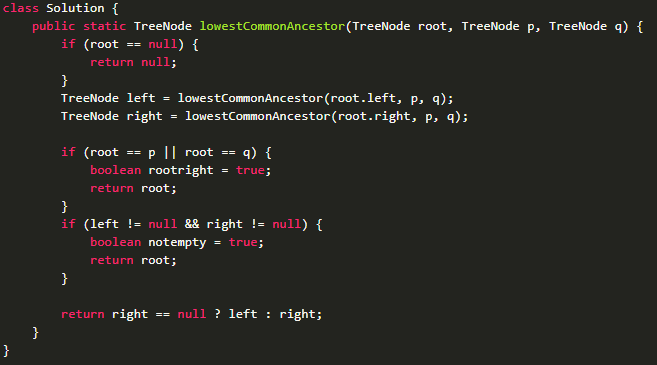 class Solution {
    public static TreeNode lowestCommonAncestor(TreeNode root, TreeNode p, TreeNode q) {
        if (root == null) {
            return null;
        }
        TreeNode left = lowestCommonAncestor(root.left, p, q);
        TreeNode right = lowestCommonAncestor(root.right, p, q);

        if (root == p || root == q) {
            boolean rootright = true;
            return root;
        }
        if (left != null && right != null) {
            boolean notempty = true;
            return root;
        }

        return right == null ? left : right;
    }
}